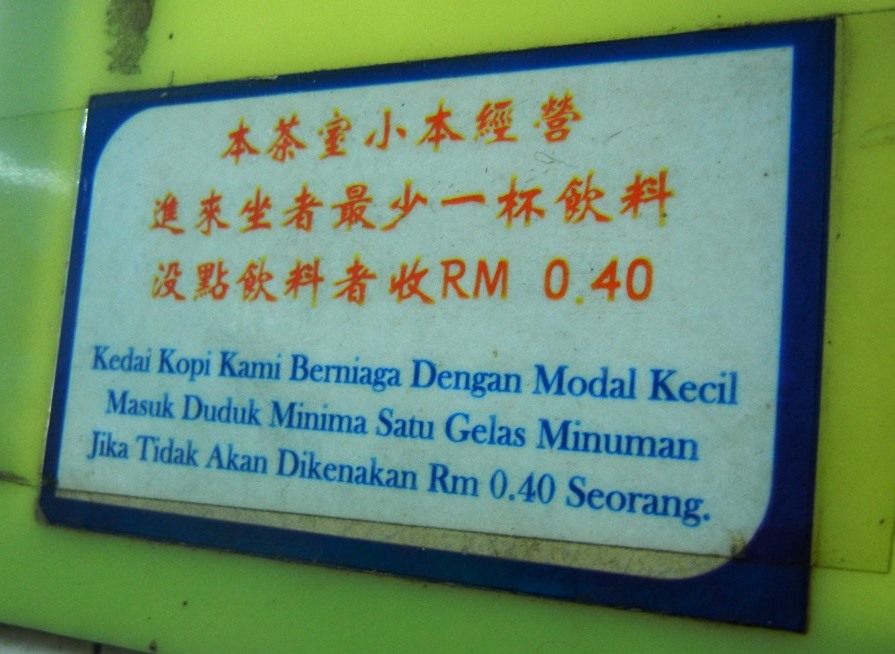 本茶室小本經營
進來坐者最少一杯飲料
没點飲料者收RM 0.40
Kedai Kopi Kami Berniaga Dengan Modal Kecil
Masuk Duduk Minima Satu Gelas Minuman
Jika Tidak Akan Dikenakan Rm 0.40 Seorang.